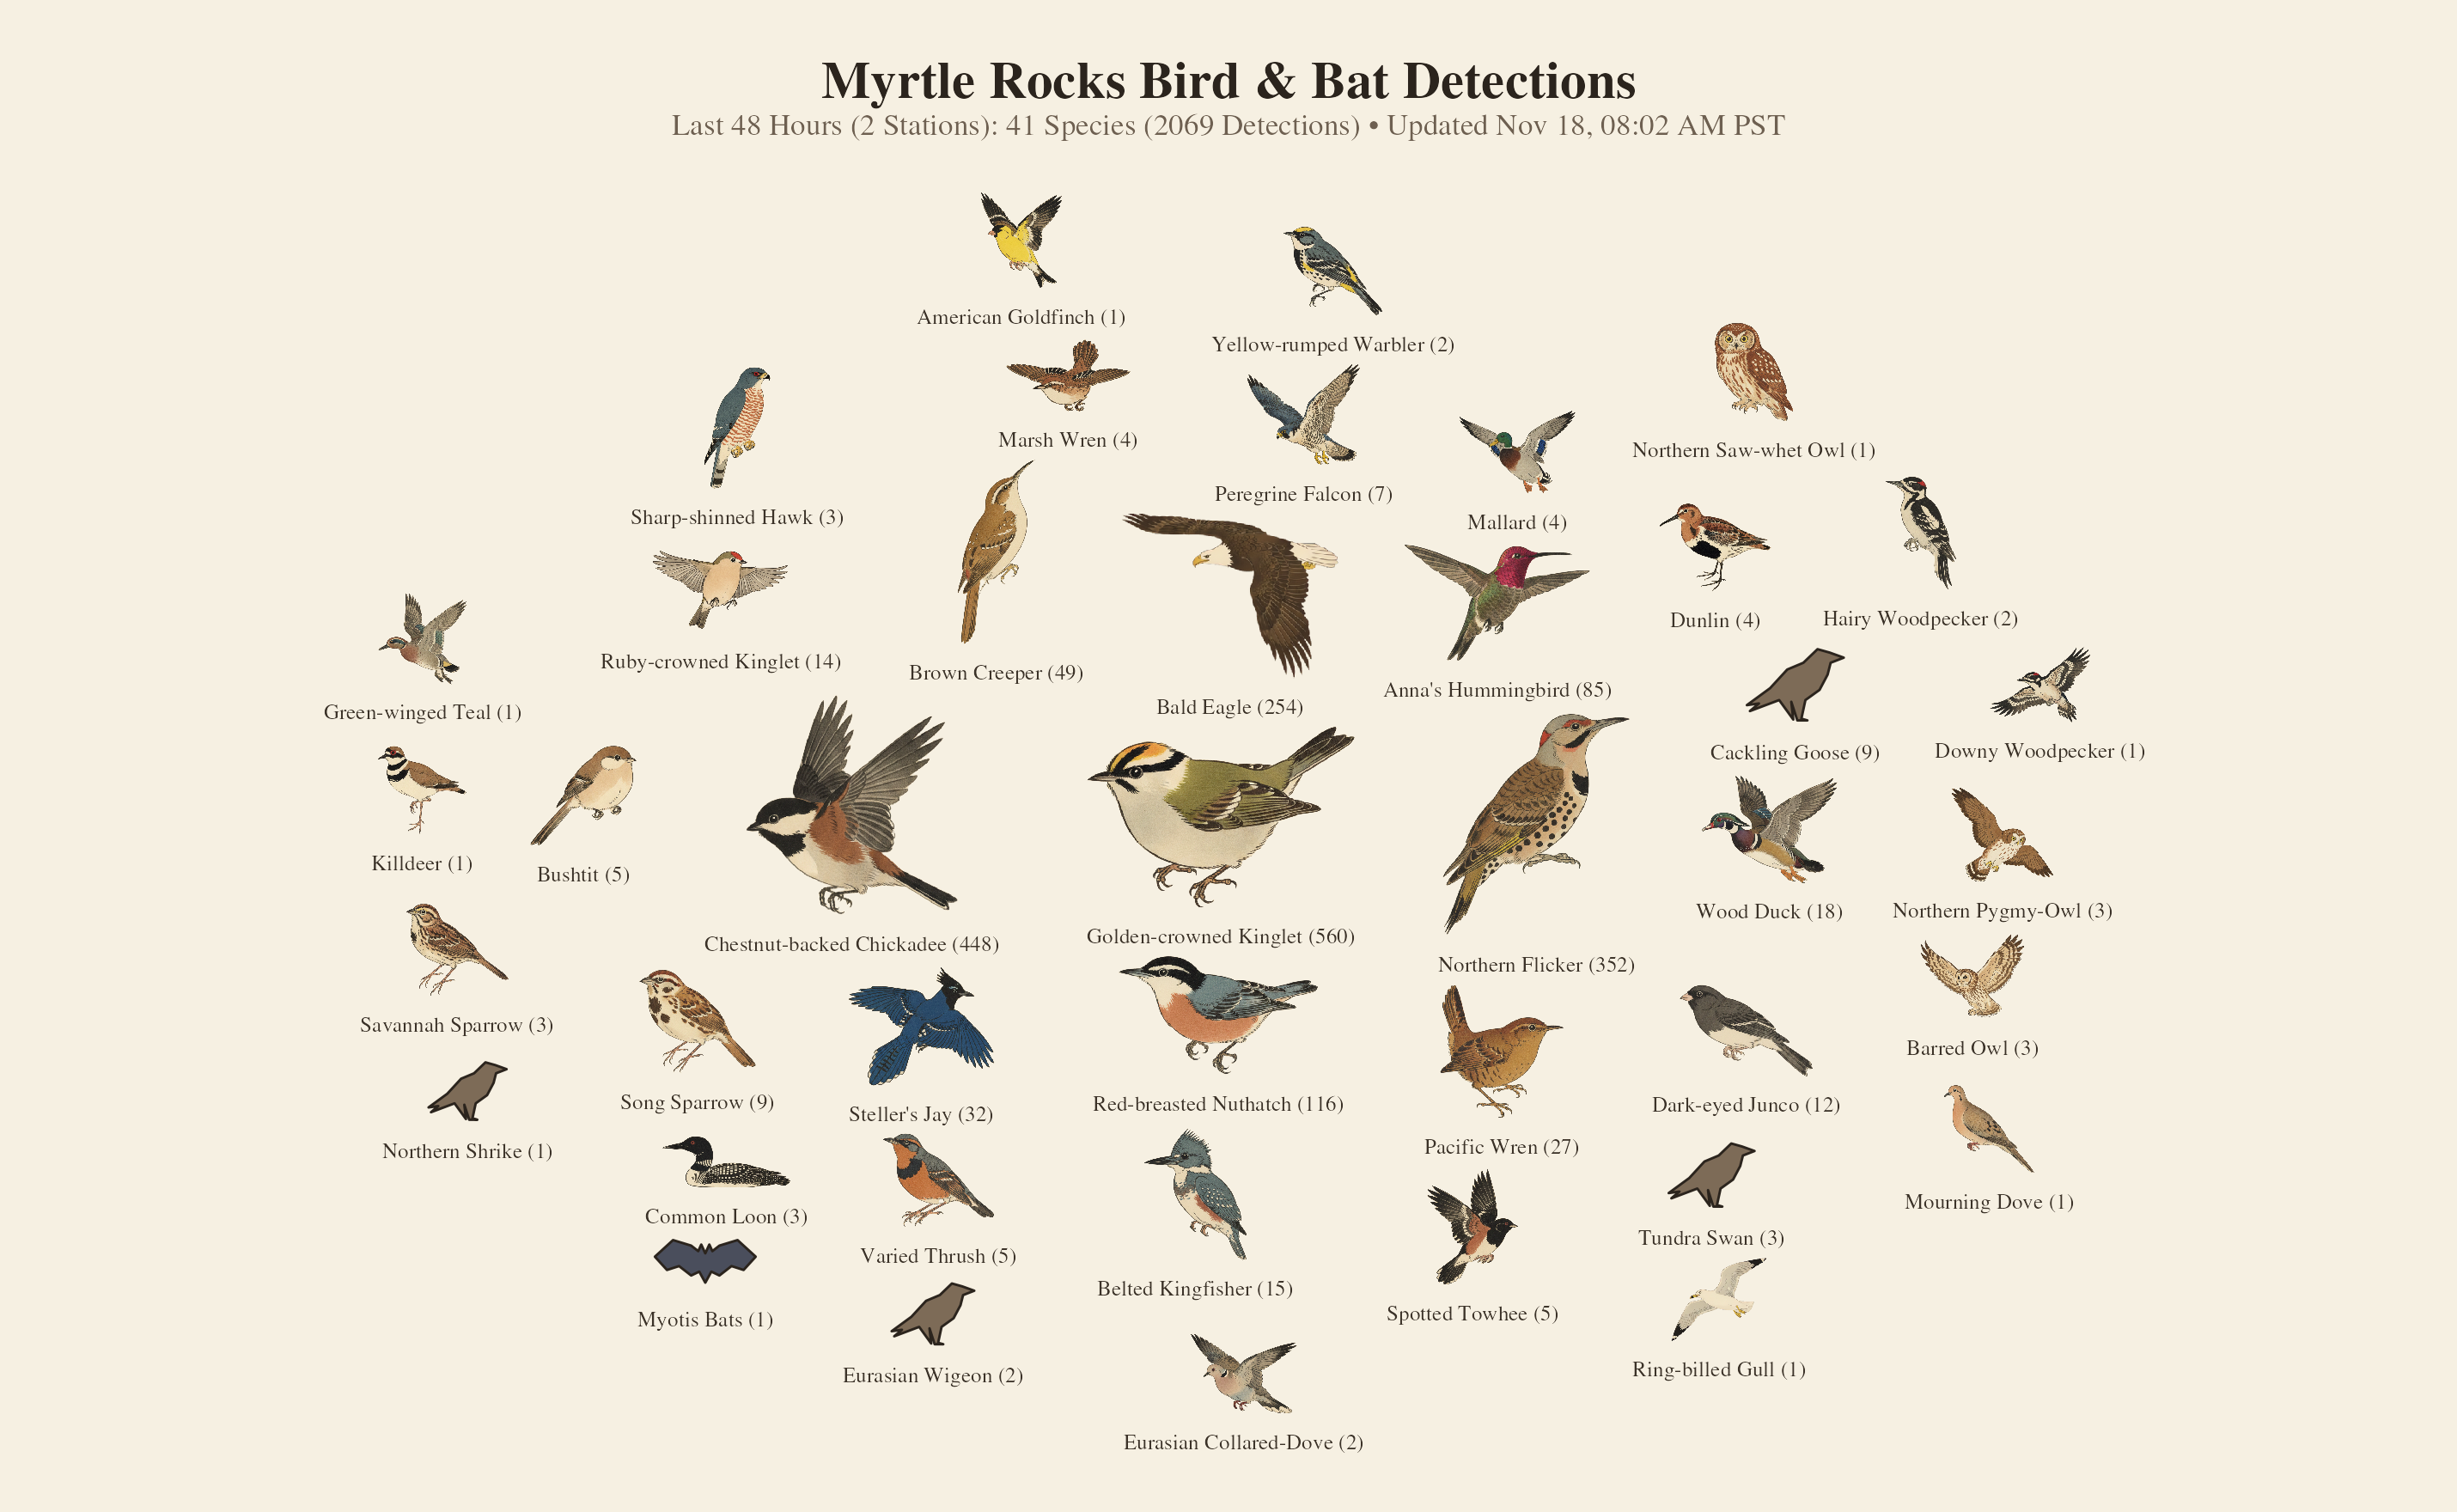 Myrtle Rocks Bird & Bat Detections
Last 48 Hours (2 Stations): 41 Species (2069 Detections) • Updated Nov 18, 08:02 AM PST
American Goldfinch (1)
Yellow-rumped Warbler (2)
Marsh Wren (4)
Northern Saw-whet Owl (1)
Peregrine Falcon (7)
Sharp-shinned Hawk (3)
Mallard (4)
Dunlin (4)
Hairy Woodpecker (2)
Ruby-crowned Kinglet (14)
Brown Creeper (49)
Anna's Hummingbird (85)
Bald Eagle (254)
Green-winged Teal (1)
Cackling Goose (9)
Downy Woodpecker (1)
Killdeer (1)
Bushtit (5)
Wood Duck (18)
Northern Pygmy-Owl (3)
Chestnut-backed Chickadee (448)
Golden-crowned Kinglet (560)
Northern Flicker (352)
Savannah Sparrow (3)
Barred Owl (3)
Song Sparrow (9)
Steller's Jay (32)
Red-breasted Nuthatch (116)
Dark-eyed Junco (12)
Northern Shrike (1)
Pacific Wren (27)
Mourning Dove (1)
Common Loon (3)
Tundra Swan (3)
Varied Thrush (5)
Belted Kingfisher (15)
Myotis Bats (1)
Spotted Towhee (5)
Eurasian Wigeon (2)
Ring-billed Gull (1)
Eurasian Collared-Dove (2)